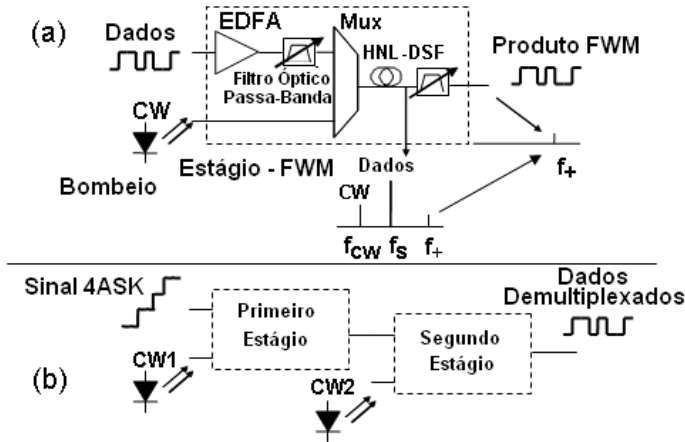 (a)
Dados
EDFA
Mux
HNL-DSF
Produto FWM
Filtro Óptico
Passa-Banda
CW
Bombeio
Estágio - FWM
Dados
CW
fCW fS f+
f+
Sinal 4ASK
Primeiro
Estágio
Segundo
Estágio
Dados
Demultiplexados
CW1
CW2
(b)